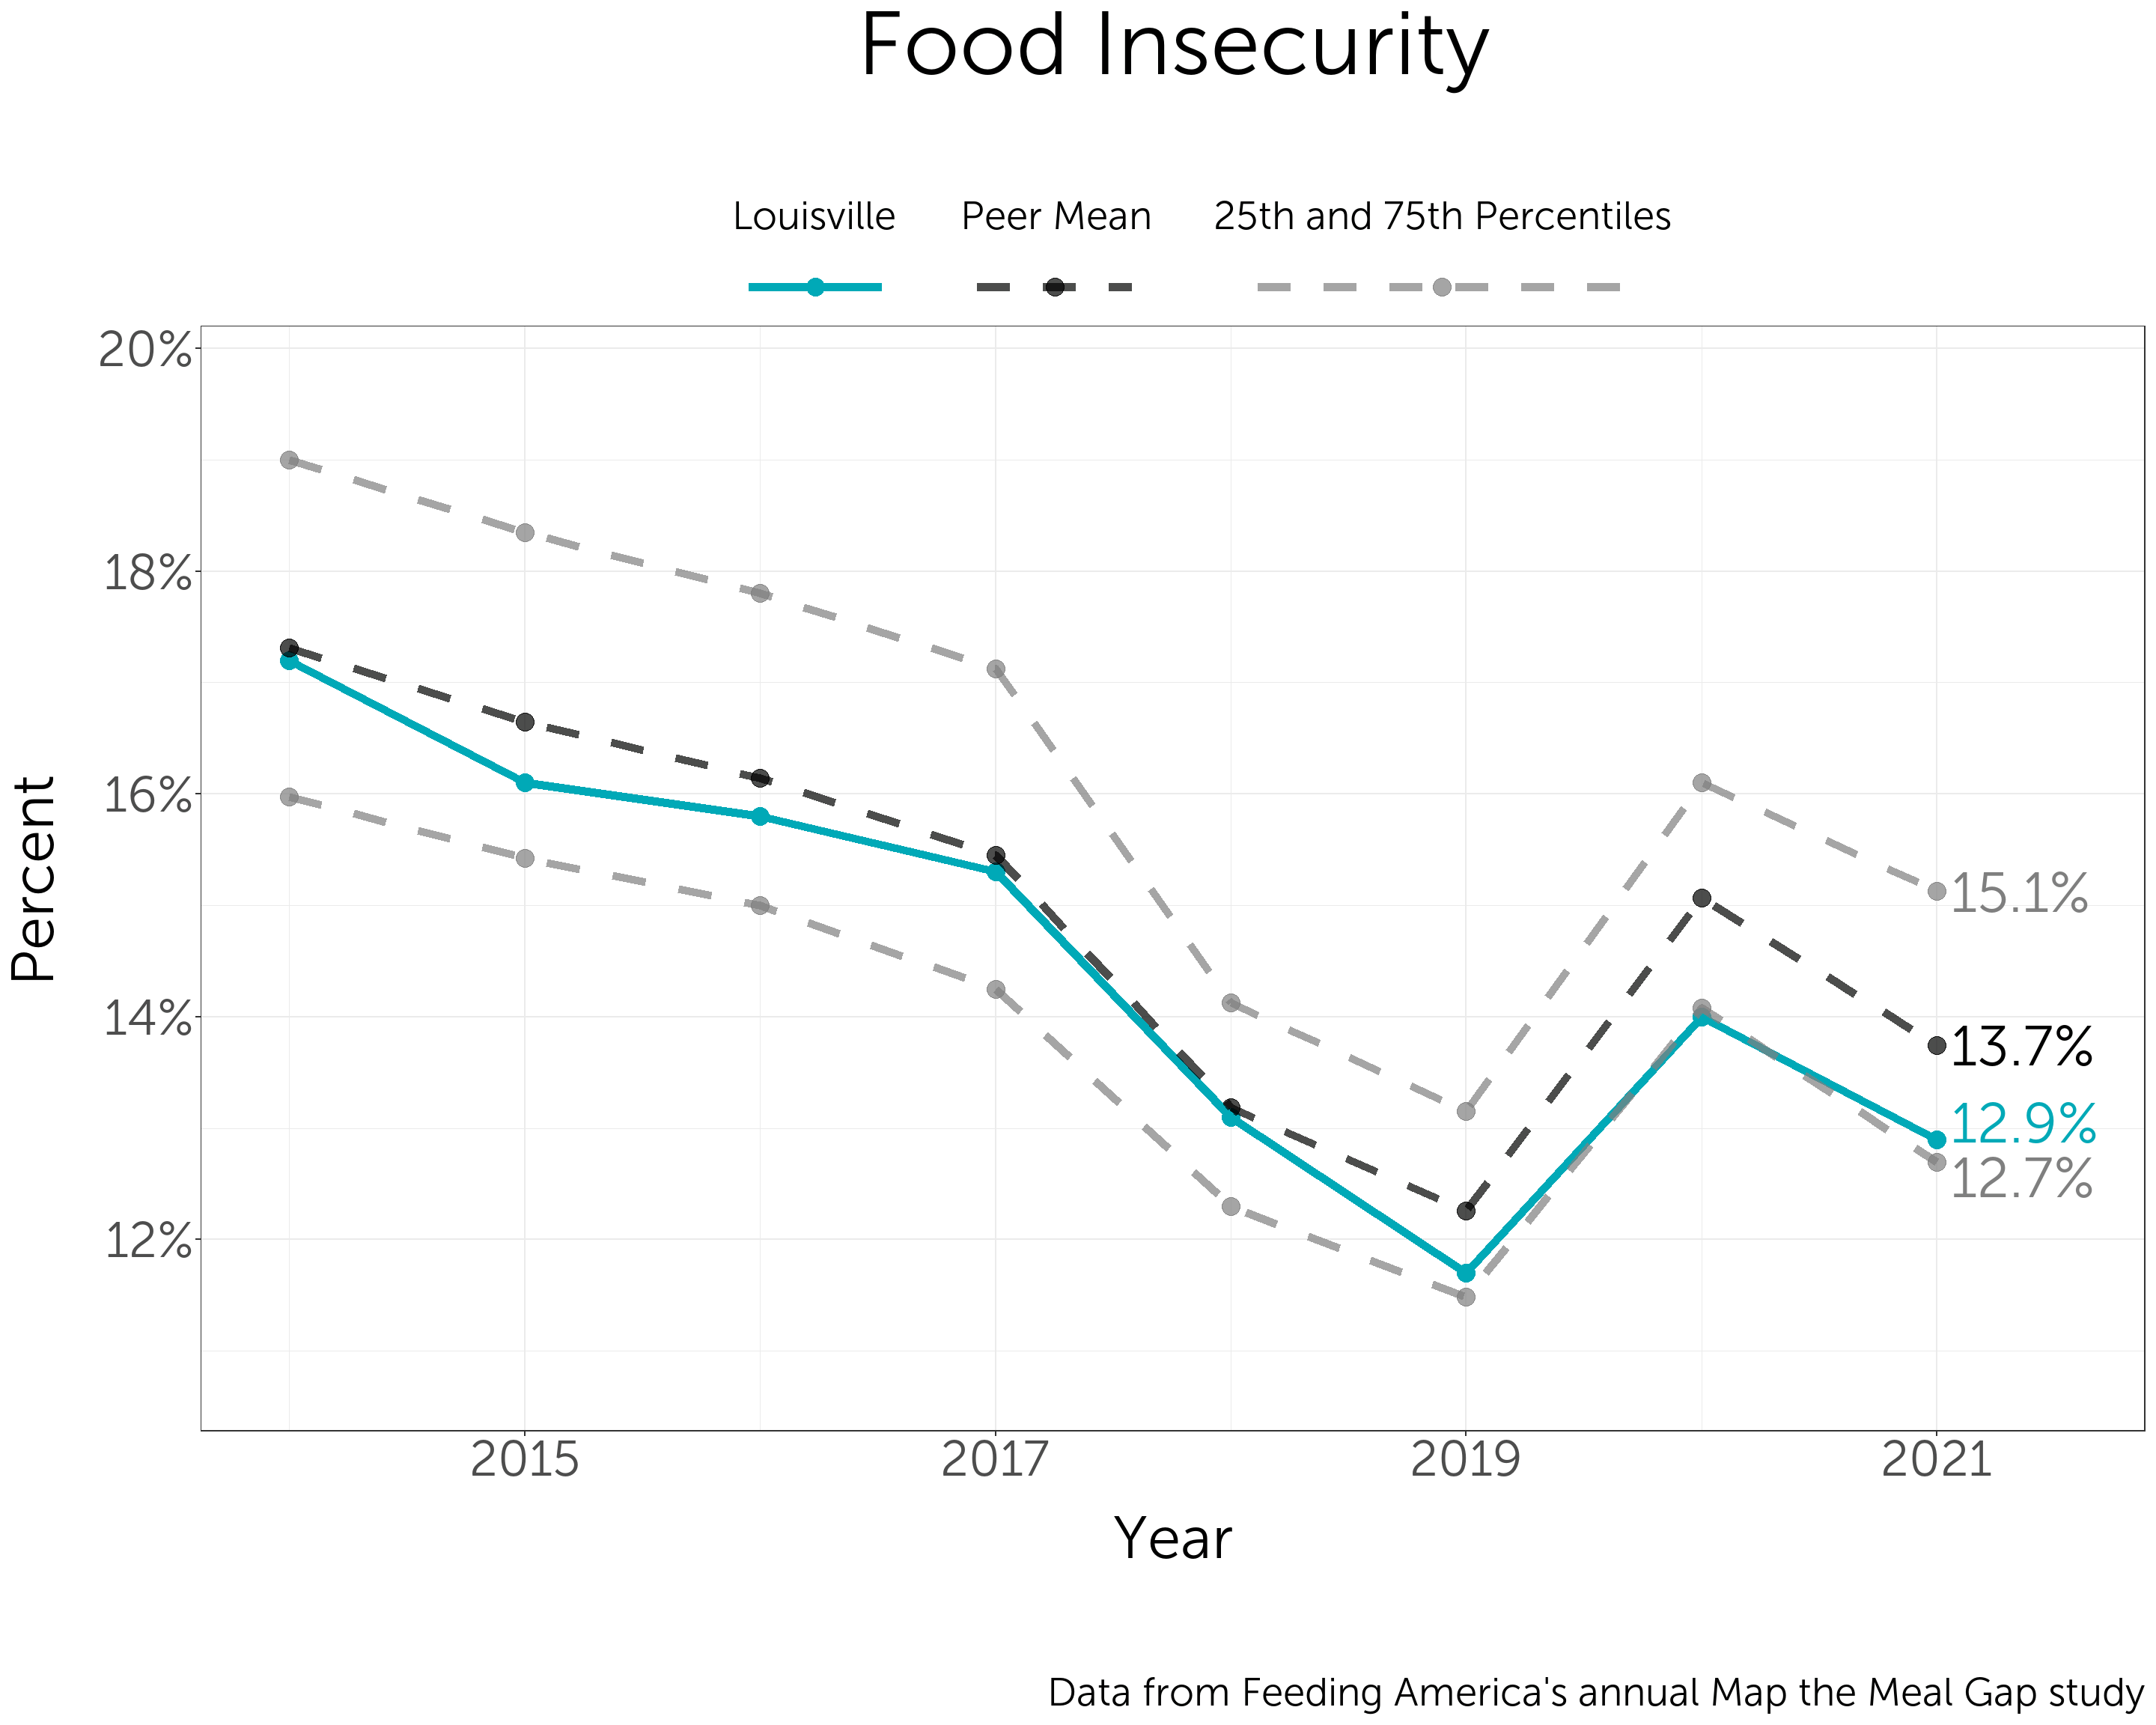 Food Insecurity
Louisville Peer Mean 25th and 75th Percentiles
20%
18%
16%
14%
12%
Percent
15.1%
13.7%
12.9%
12.7%
2015 2017 2019 2021
Year
Data from Feeding America's annual Map the Meal Gap study